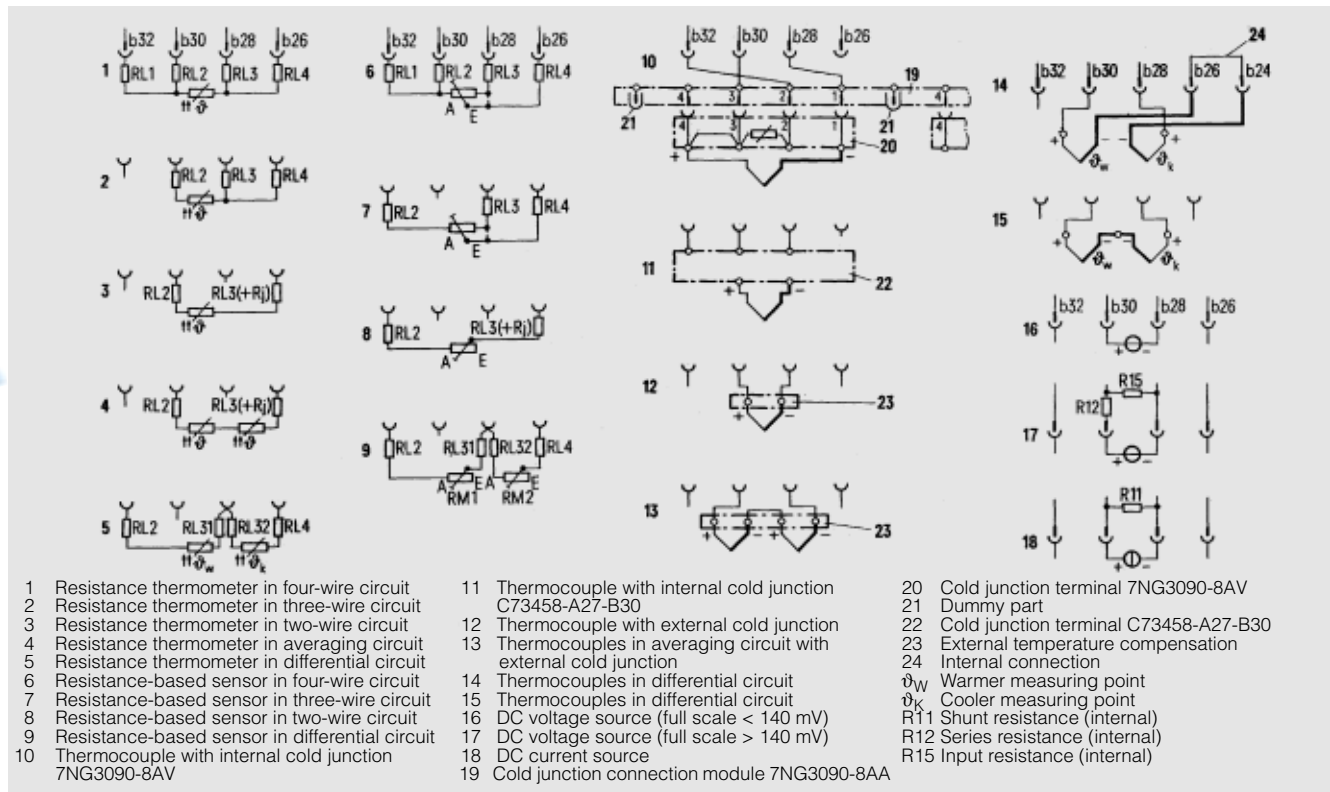 b32 b30 b28 b26
1 RL1 RL2 RL3 RL4
ϑ
2 RL2 RL3 RL4
ϑ
3 RL2 RL3(+Rj)
ϑ
4 RL2 RL3(+Rj)
ϑ ϑ
5 RL2 RL31 RL32 RL4
ϑw ϑk
b32 b30 b28 b26
6 RL1 RL2 RL3 RL4
A E
7 RL2 RL3 RL4
A E
8 RL2 RL3(+Rj)
A E
9 RL2 RL31 RL32 RL4
A E A E
RM1 RM2
b32 b30 b28 b26
10 19
4 3 2 1 4
21 21
4 3 2 1 4
20
+ -
11
22
+ -
12
23
+ -
13
23
+ - + -
24
b32 b30 b28 b26 b24
14
+ - - +
ϑw ϑk
15
+ - - +
ϑw ϑk
b32 b30 b28 b26
16
+ -
R15
R12
17
+ -
R11
18
1 Resistance thermometer in four-wire circuit
2 Resistance thermometer in three-wire circuit
3 Resistance thermometer in two-wire circuit
4 Resistance thermometer in averaging circuit
5 Resistance thermometer in differential circuit
6 Resistance-based sensor in four-wire circuit
7 Resistance-based sensor in three-wire circuit
8 Resistance-based sensor in two-wire circuit
9 Resistance-based sensor in differential circuit
10 Thermocouple with internal cold junction
7NG3090-8AV
11 Thermocouple with internal cold junction
C73458-A27-B30
12 Thermocouple with external cold junction
13 Thermocouples in averaging circuit with
external cold junction
14 Thermocouples in differential circuit
15 Thermocouples in differential circuit
16 DC voltage source (full scale < 140 mV)
17 DC voltage source (full scale > 140 mV)
18 DC current source
19 Cold junction connection module 7NG3090-8AA
20 Cold junction terminal 7NG3090-8AV
21 Dummy part
22 Cold junction terminal C73458-A27-B30
23 External temperature compensation
24 Internal connection
ϑW Warmer measuring point
ϑK Cooler measuring point
R11 Shunt resistance (internal)
R12 Series resistance (internal)
R15 Input resistance (internal)